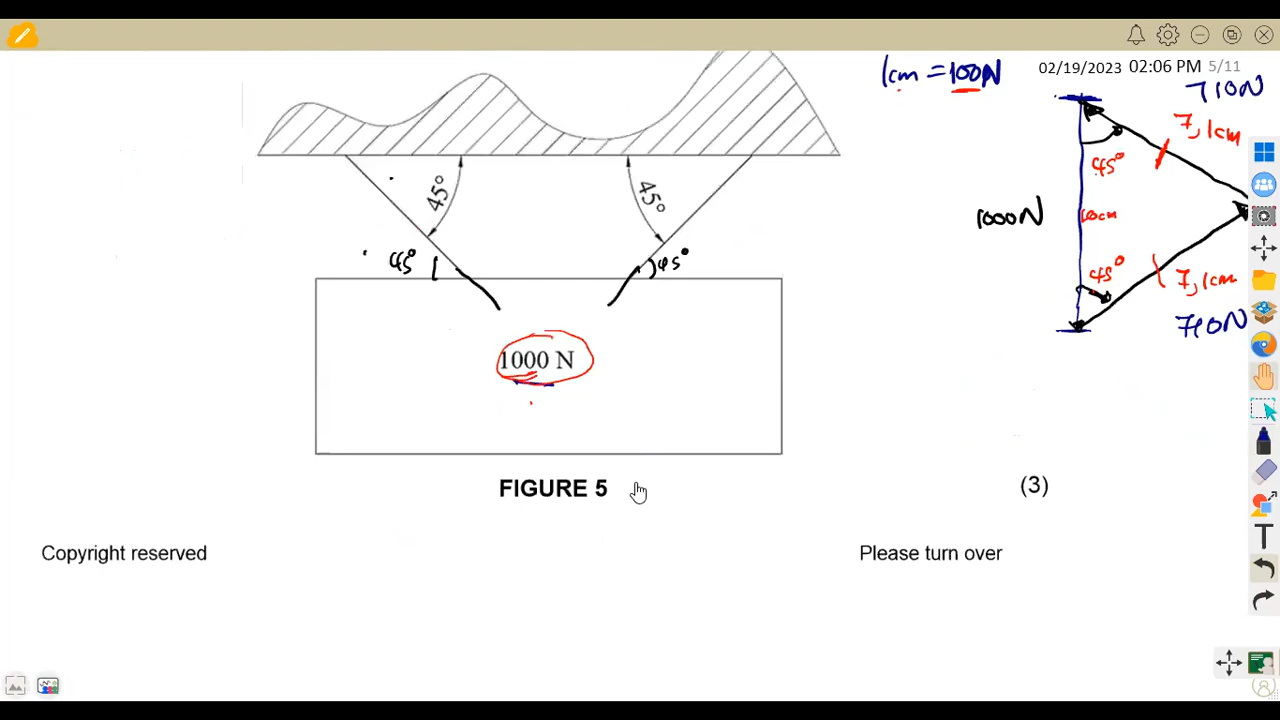 1cm = 100N
02/19/2023 02:06 PM 5/11
710N
7,1cm
45°
45°
45°
1000N
10cm
45°
45°
45°
7,1cm
710N
1000 N
FIGURE 5
(3)
Copyright reserved
Please turn over
T